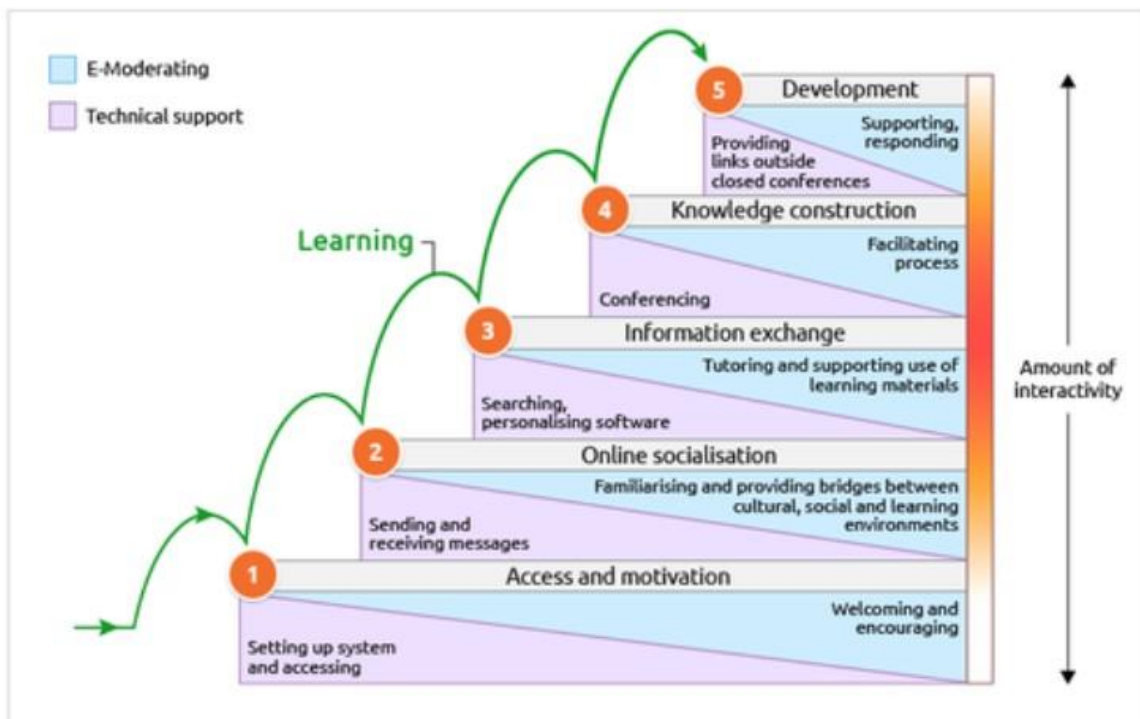 E-Moderating
Technical support
Learning
5
Development
Supporting,
responding
Providing
links outside
closed conferences
4
Knowledge construction
Facilitating
process
Conferencing
3
Information exchange
Tutoring and supporting use of
learning materials
Searching,
personalising software
2
Online socialisation
Familiarising and providing bridges between
cultural, social and learning
environments
Sending and
receiving messages
1
Access and motivation
Welcoming and
encouraging
Setting up system
and accessing
Amount of
interactivity